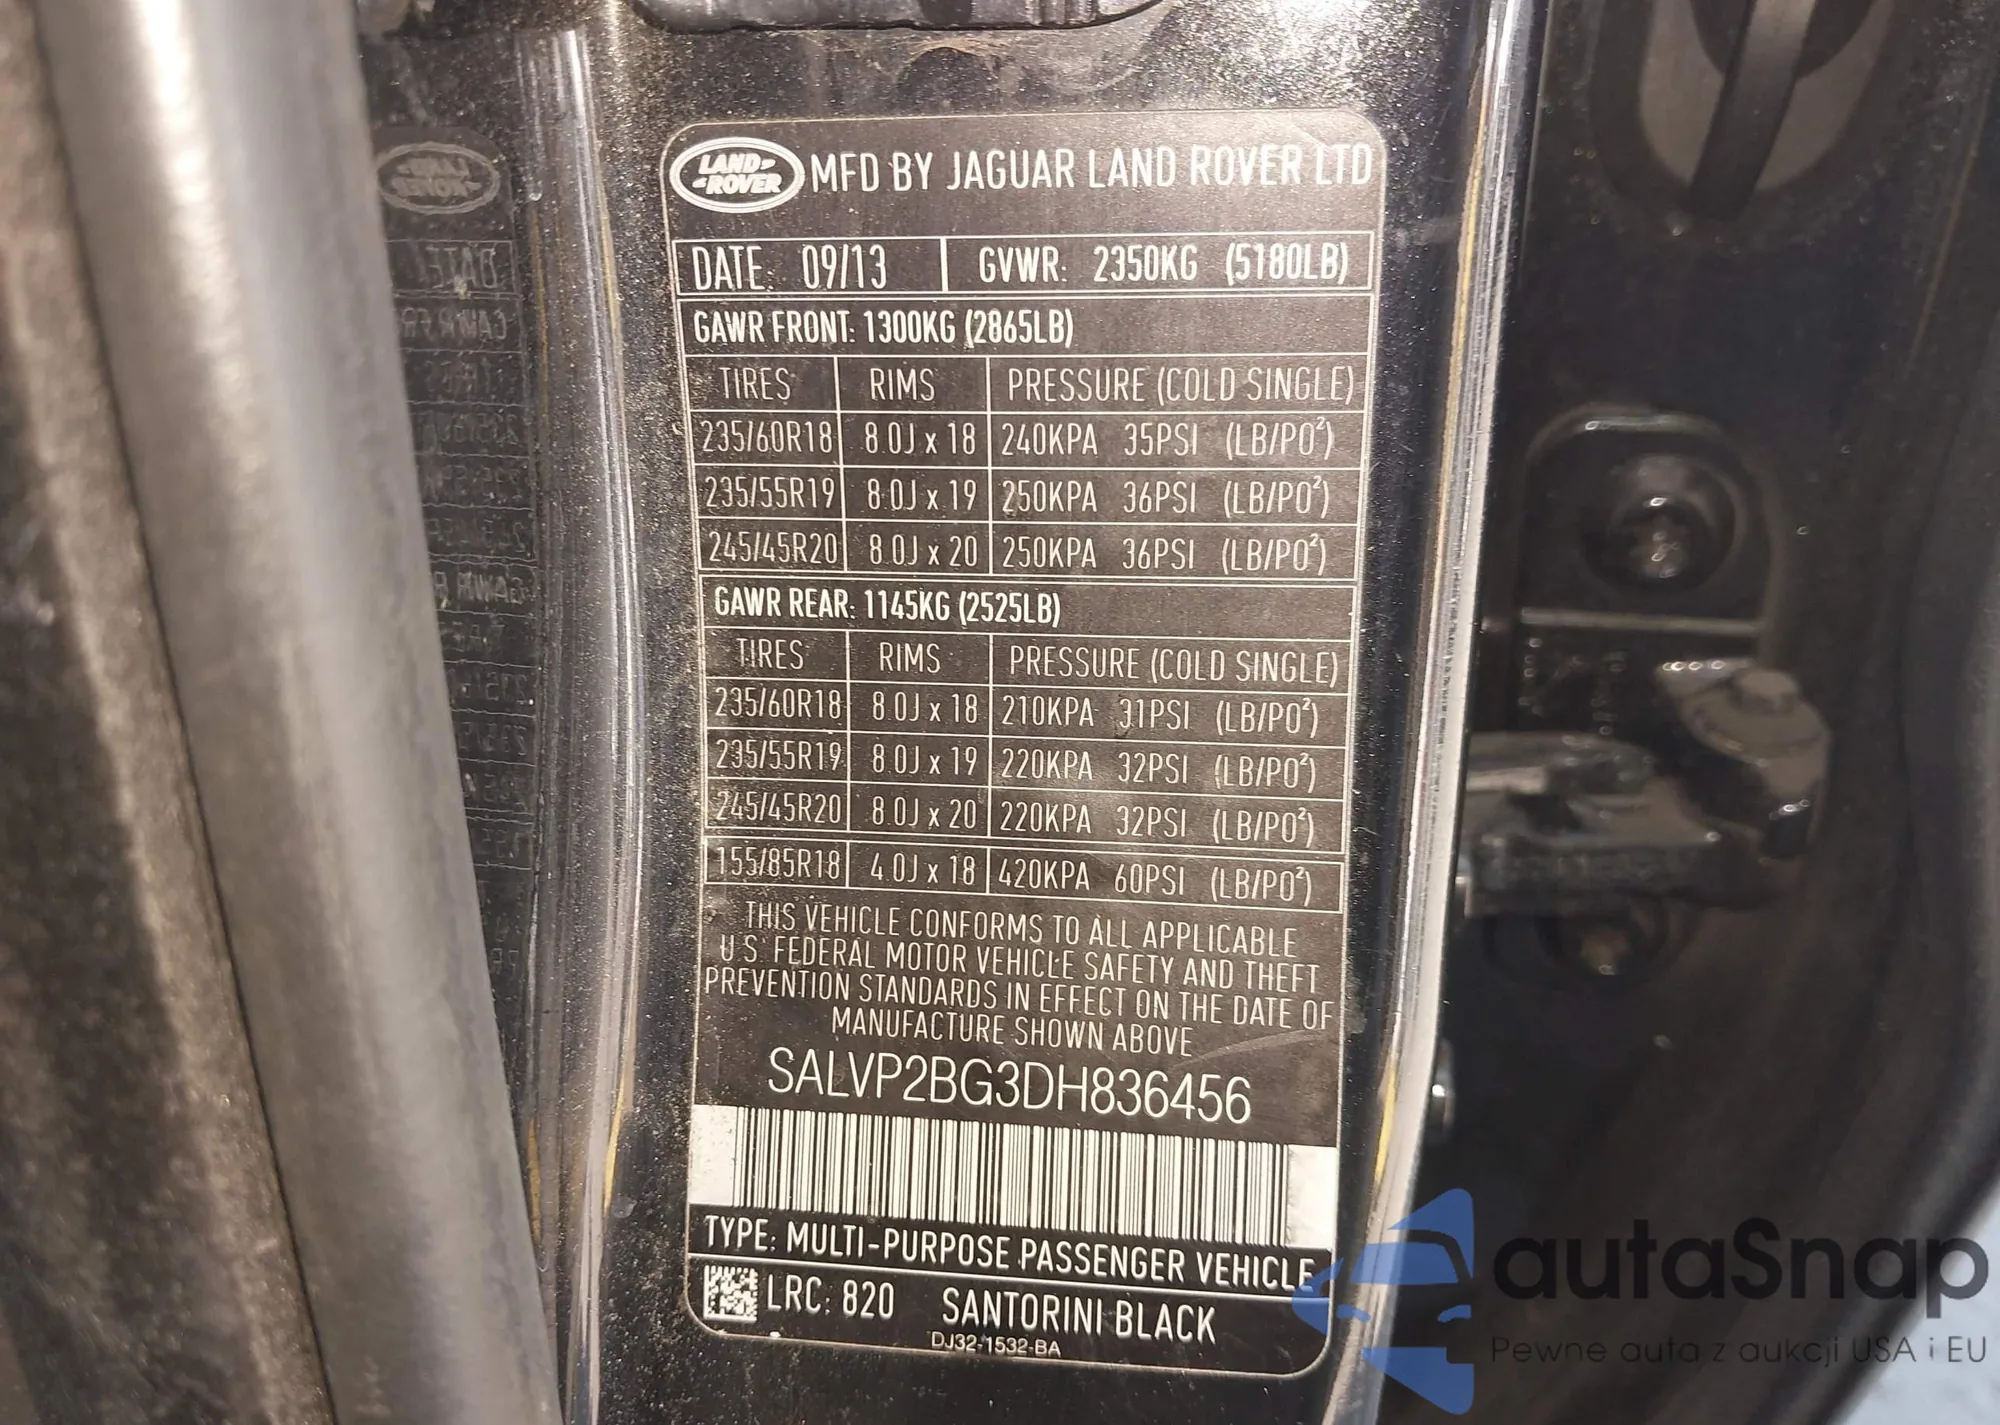 LAND ROVER MFD BY JAGUAR LAND ROVER LTD
DATE: 09/13 GVWR: 2350KG (5180LB)
GAWR FRONT: 1300KG (2865LB)
TIRES RIMS PRESSURE (COLD SINGLE)
235/60R18 8.0J x 18 240KPA 35PSI (LB/PO²)
235/55R19 8.0J x 19 250KPA 36PSI (LB/PO²)
245/45R20 8.0J x 20 250KPA 36PSI (LB/PO²)
GAWR REAR: 1145KG (2525LB)
TIRES RIMS PRESSURE (COLD SINGLE)
235/60R18 8.0J x 18 210KPA 31PSI (LB/PO²)
235/55R19 8.0J x 19 220KPA 32PSI (LB/PO²)
245/45R20 8.0J x 20 220KPA 32PSI (LB/PO²)
155/85R18 4.0J x 18 420KPA 60PSI (LB/PO²)
THIS VEHICLE CONFORMS TO ALL APPLICABLE
U.S. FEDERAL MOTOR VEHICLE SAFETY AND THEFT
PREVENTION STANDARDS IN EFFECT ON THE DATE OF
MANUFACTURE SHOWN ABOVE
SALVP2BG3DH836456
TYPE: MULTI-PURPOSE PASSENGER VEHICLE
LRC: 820 SANTORINI BLACK
DJ32-1532-BA
autaSnap
Pewne auta z aukcji USA i EU